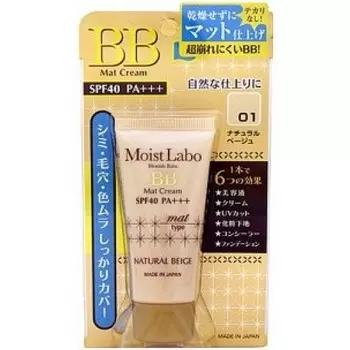 BB
Mat Cream
SPF40 PA+++
乾燥せずに
テカリなし!
マット仕上げ
超崩れにくいBB!
自然な仕上りに
01
ナチュラル
ベージュ
シミ・毛穴・色ムラ しっかりカバー!
Moist Labo
BB
Mat Cream
SPF40 PA+++
mat
type
NATURAL BEIGE
MADE IN JAPAN
1本で
6つの効果
★美容液
★クリーム
★UVカット
★化粧下地
★コンシーラー
★ファンデーション
MADE IN JAPAN